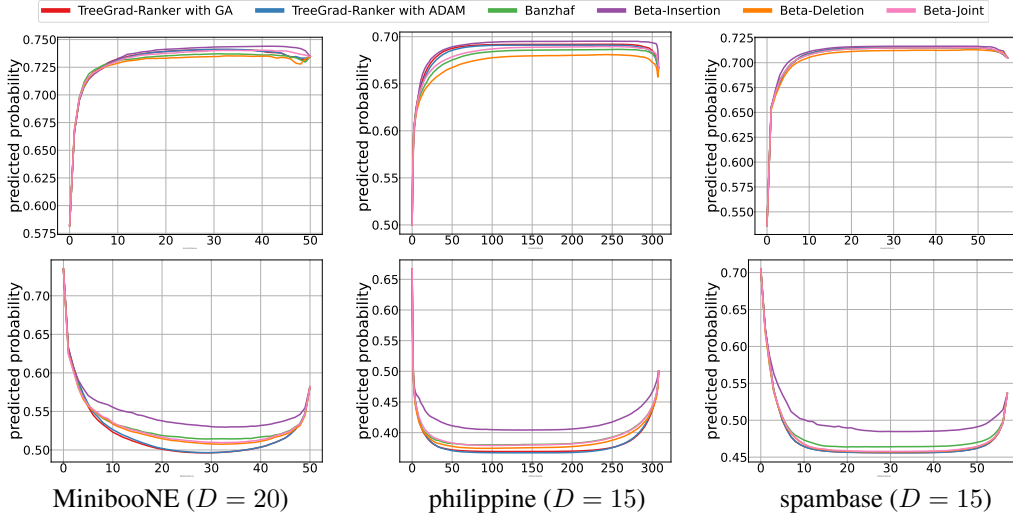 TreeGrad-Ranker with GA TreeGrad-Ranker with ADAM Banzhaf Beta-Insertion Beta-Deletion Beta-Joint
predicted probability
0.750
0.725
0.700
0.675
0.650
0.625
0.600
0.575
0 10 20 30 40 50
predicted probability
0.70
0.65
0.60
0.55
0.50
0 50 100 150 200 250 300
predicted probability
0.725
0.700
0.675
0.650
0.625
0.600
0.575
0.550
0 10 20 30 40 50
predicted probability
0.70
0.65
0.60
0.55
0.50
0 10 20 30 40 50
predicted probability
0.65
0.60
0.55
0.50
0.45
0.40
0 50 100 150 200 250 300
predicted probability
0.70
0.65
0.60
0.55
0.50
0.45
0 10 20 30 40 50
MinibooNE (D = 20) philippine (D = 15) spambase (D = 15)